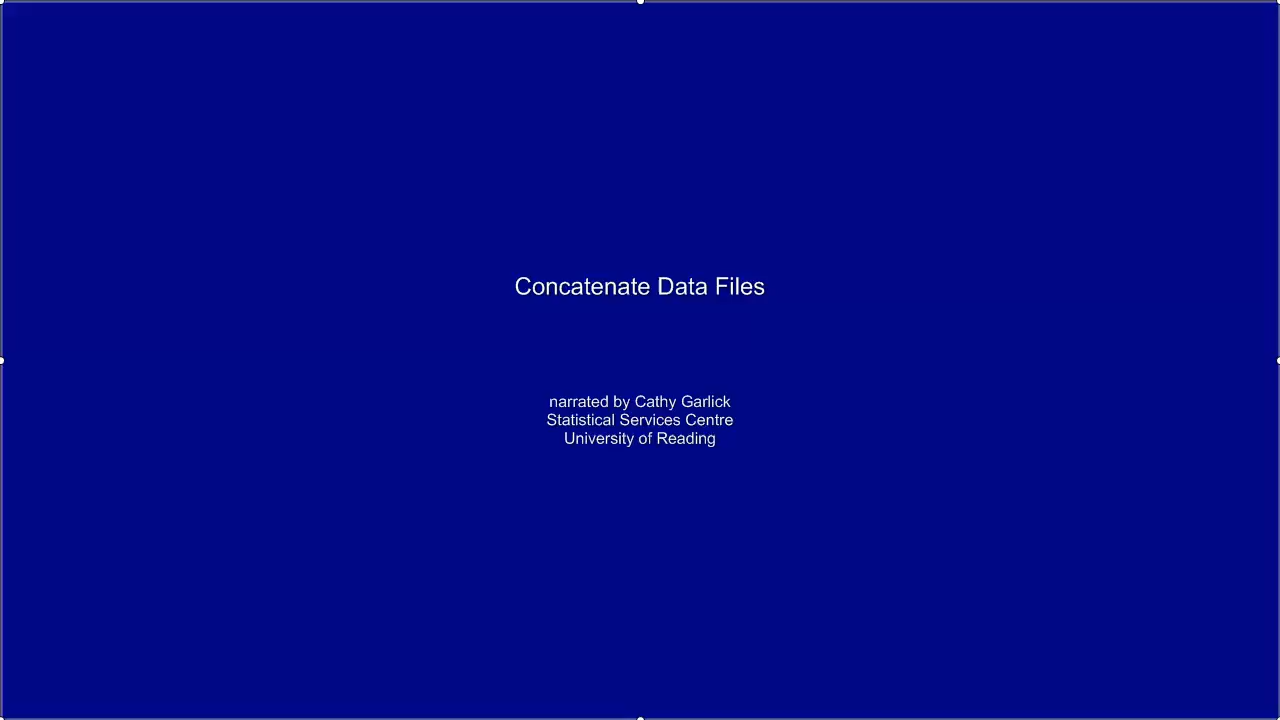 Concatenate Data Files
narrated by Cathy Garlick
Statistical Services Centre
University of Reading